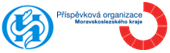 Příspěvková organizace
Moravskoslezského kraje